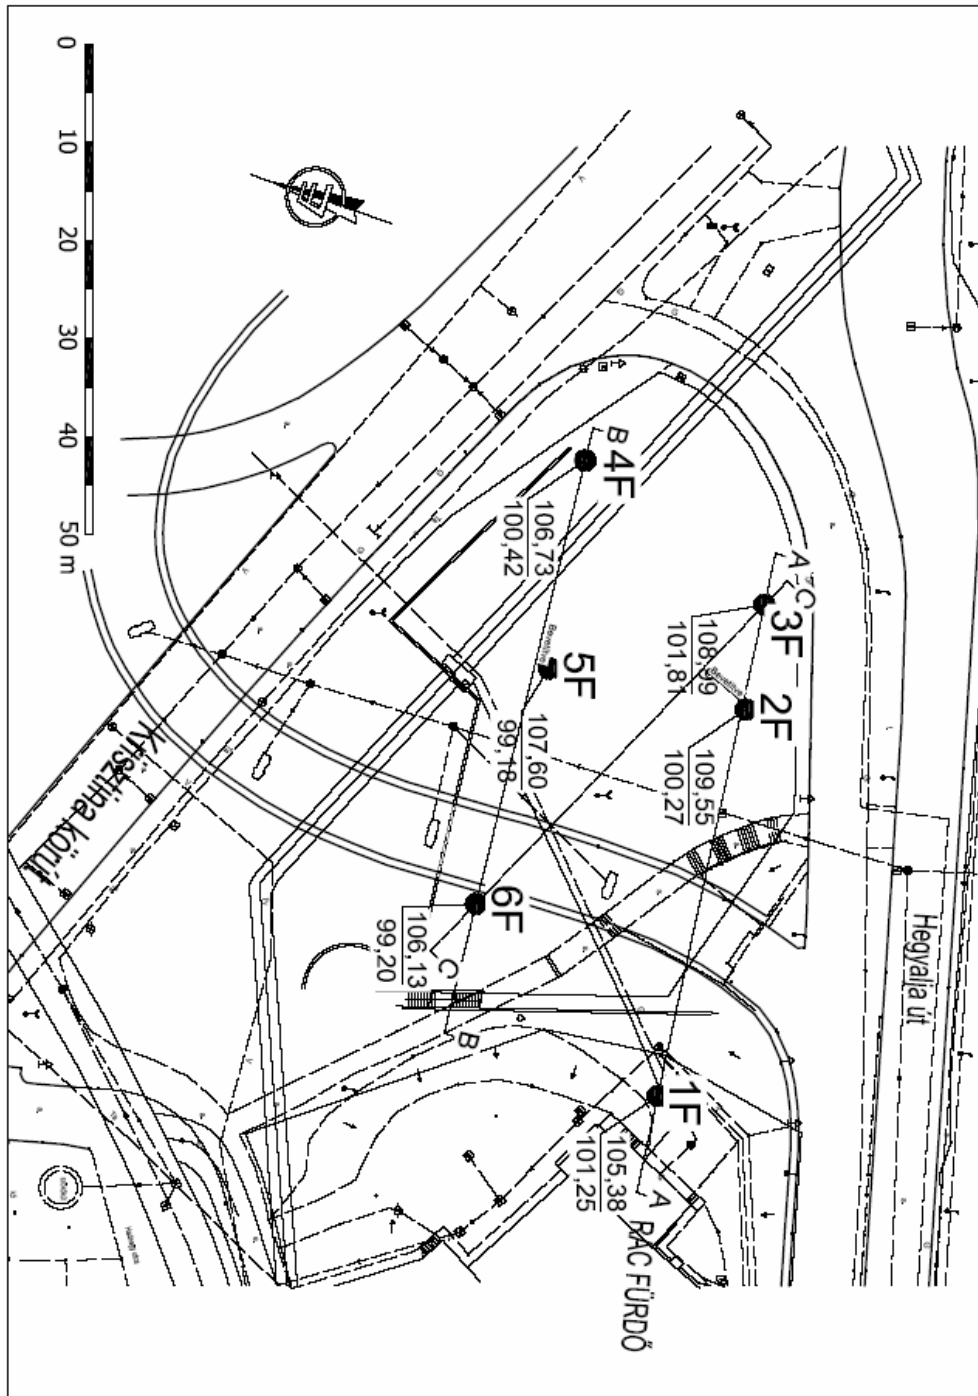 0
10
20
30
40
50 m
É
B
4F
106,73
100,42
A
C
3F
108,99
101,81
2F
Bevetítve
109,55
100,27
5F
Bevetítve
107,60
99,18
6F
106,13
99,20
C
B
1F
105,38
101,25
A
RÁC FÜRDŐ
Hegyalja út
Krisztina körút